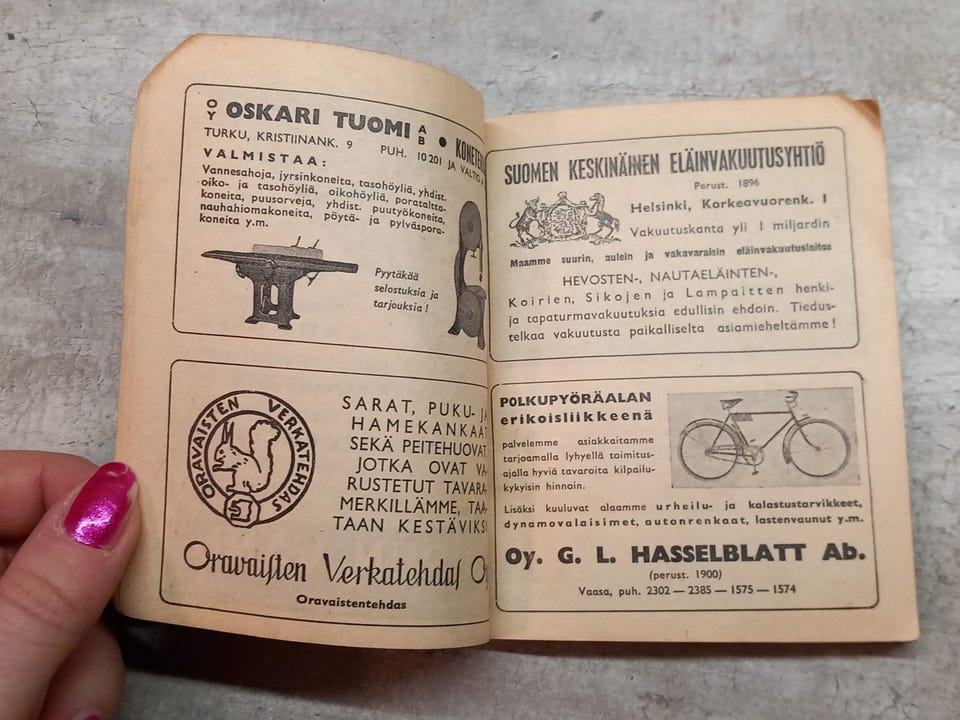 OY OSKARI TUOMI AB ●
TURKU, KRISTIINANK. 9 PUH. 10 201 JA
VALMISTAA:
Vannesahoja, jyrsinkoneita, tasohöyliä, yhdist.
oiko- ja tasohöyliä, oikohöyliä, porataltta-
koneita, puusorveja, yhdist. puutyökoneita,
nauhahiomakoneita, pöytä- ja pylväspora-
koneita y.m.
Pyytäkää
selostuksia ja
tarjouksia!
ORAVAISTEN VERKATEHDAS
SARAT, PUKU- JA
HAMEKANKAAT
SEKÄ PEITEHUOVAT,
JOTKA OVAT VA-
RUSTETUT TAVARA-
MERKILLÄMME, TAA-
TAAN KESTÄVIKSI
Oravaisten Verkatehdas
Oravaistentehdas
SUOMEN KESKINÄINEN ELÄINVAKUUTUSYHTIÖ
Perust. 1896
Helsinki, Korkeavuorenk. 1
Vakuutuskanta yli 1 miljardin
Maamme suurin, aulein ja vakavaraisin eläinvakuutuslaitos
HEVOSTEN-, NAUTAELÄINTEN-,
Koirien, Sikojen ja Lampaitten henki-
ja tapaturmavakuutuksia edullisin ehdoin. Tiedus-
telkaa vakuutusta paikalliselta asiamieheltämme!
POLKUPYÖRÄALAN
erikoisliikkeenä
palvelemme asiakkaitamme
tarjoamalla lyhyellä toimitus-
ajalla hyviä tavaroita kilpailu-
kykyisin hinnoin.
Lisäksi kuuluvat alaamme urheilu- ja kalastustarvikkeet,
dynamovalaisimet, autonrenkaat, lastenvaunut y.m.
Oy. G. L. HASSELBLATT Ab.
(perust. 1900)
Vaasa, puh. 2302 — 2385 — 1575 — 1574